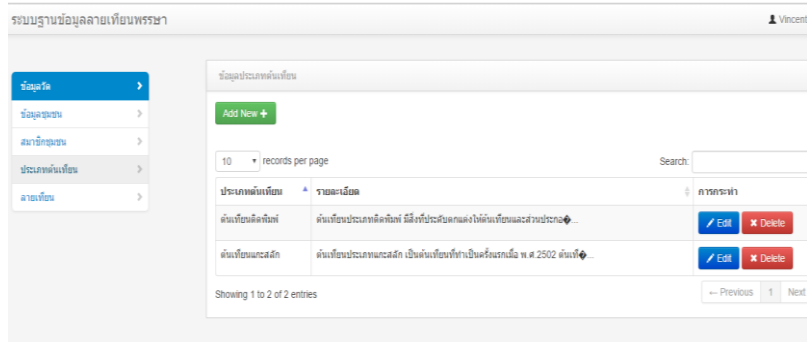 ระบบฐานข้อมูลลายเทียนพรรษา
Vincent
ข้อมูลวัด
ข้อมูลชุมชน
สมาชิกชุมชน
ประเภทต้นเทียน
ลายเทียน
ข้อมูลประเภทต้นเทียน
Add New +
10 records per page
Search:
ประเภทต้นเทียน รายละเอียด การกระทำ
ต้นเทียนติดพิมพ์ ต้นเทียนประเภทติดพิมพ์ มีสิ่งที่ประดับตกแต่งให้ต้นเทียนและส่วนประกอ�... Edit Delete
ต้นเทียนแกะสลัก ต้นเทียนประเภทแกะสลัก เป็นต้นเทียนที่ทำเป็นครั้งแรกเมื่อ พ.ศ.2502 ต้นเที�... Edit Delete
Showing 1 to 2 of 2 entries
← Previous 1 Next